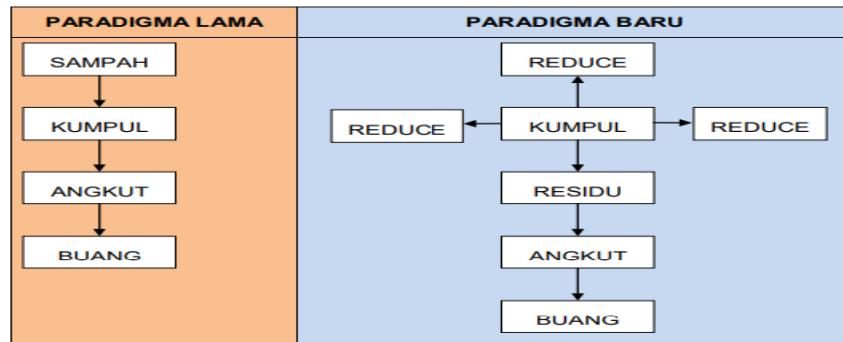 PARADIGMA LAMA
PARADIGMA BARU
SAMPAH
KUMPUL
ANGKUT
BUANG
REDUCE
REDUCE
KUMPUL
REDUCE
RESIDU
ANGKUT
BUANG